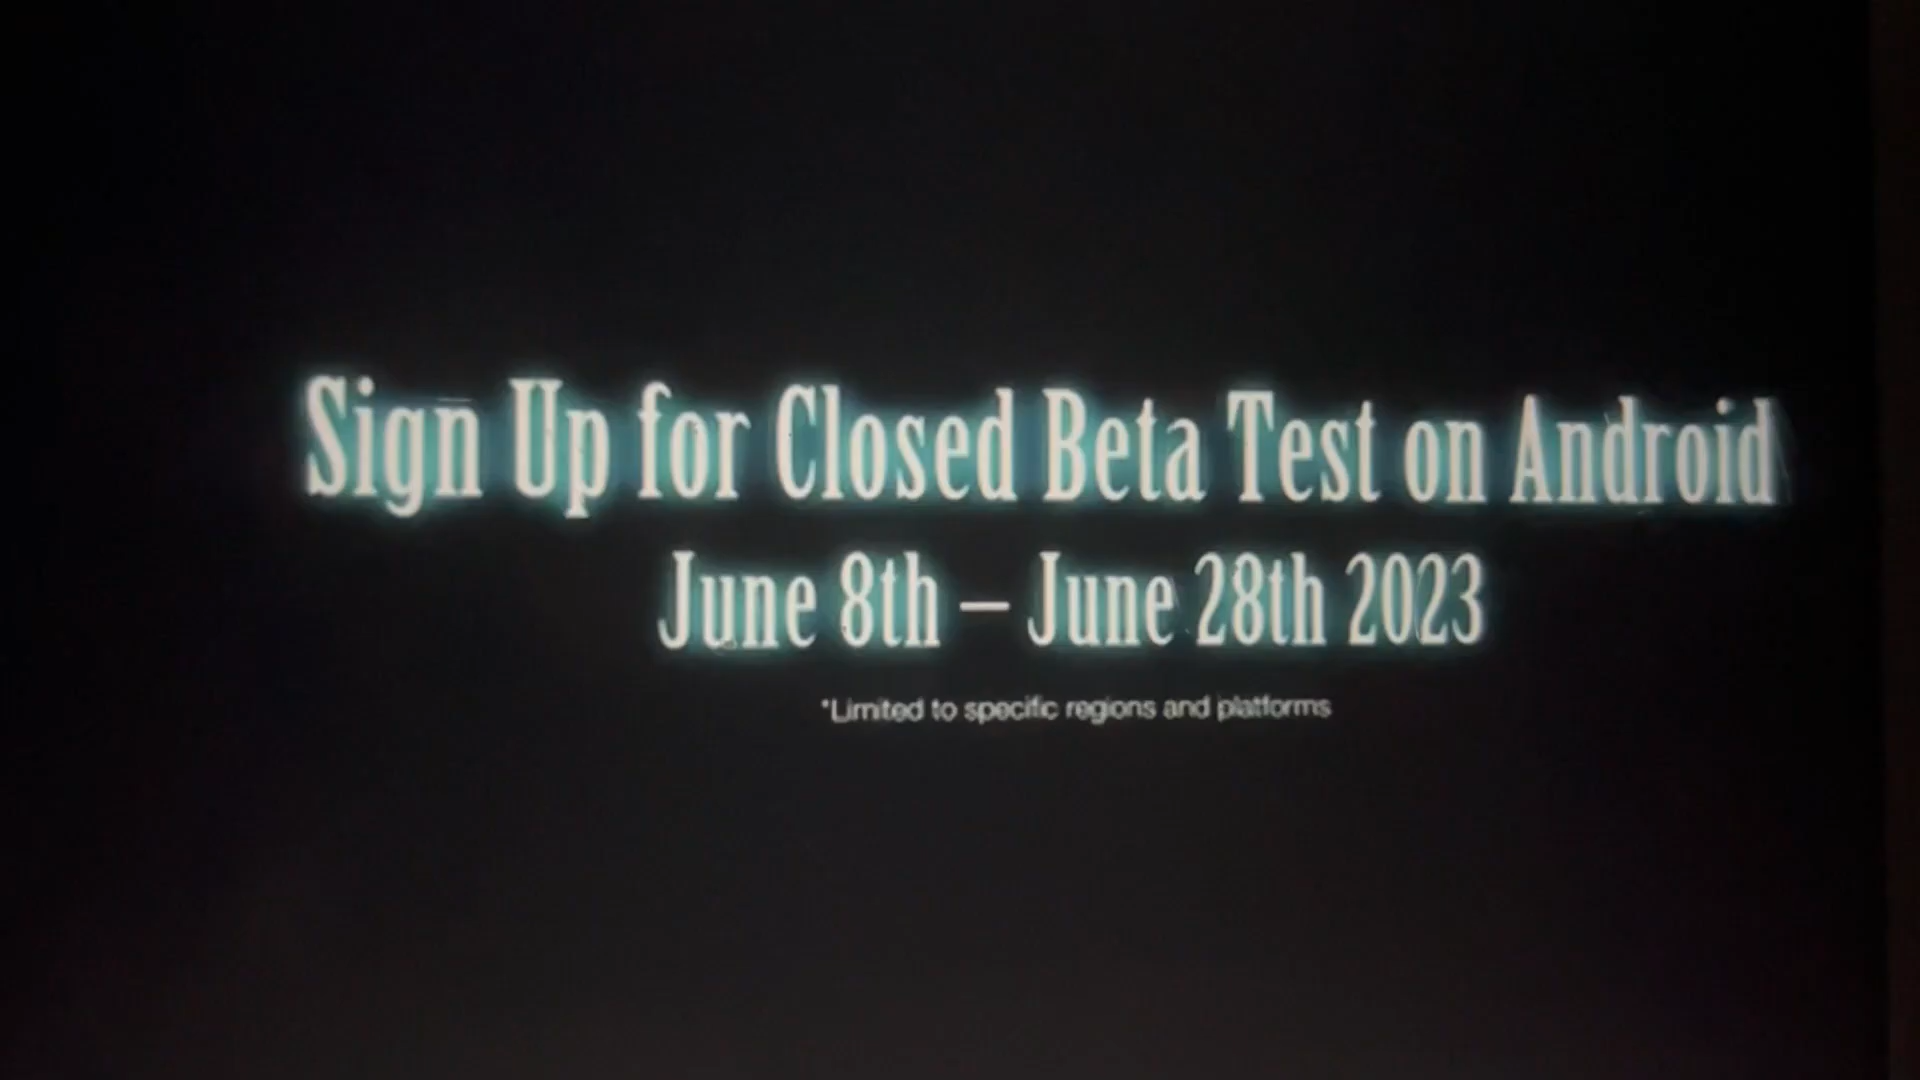 Sign Up for Closed Beta Test on Android
June 8th – June 28th 2023
*Limited to specific regions and platforms